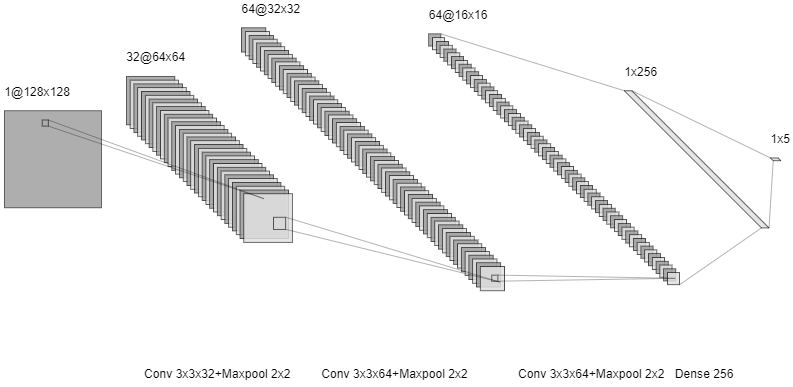 64@32x32
64@16x16
32@64x64
1x256
1@128x128
1x5
Conv 3x3x32+Maxpool 2x2
Conv 3x3x64+Maxpool 2x2
Conv 3x3x64+Maxpool 2x2
Dense 256